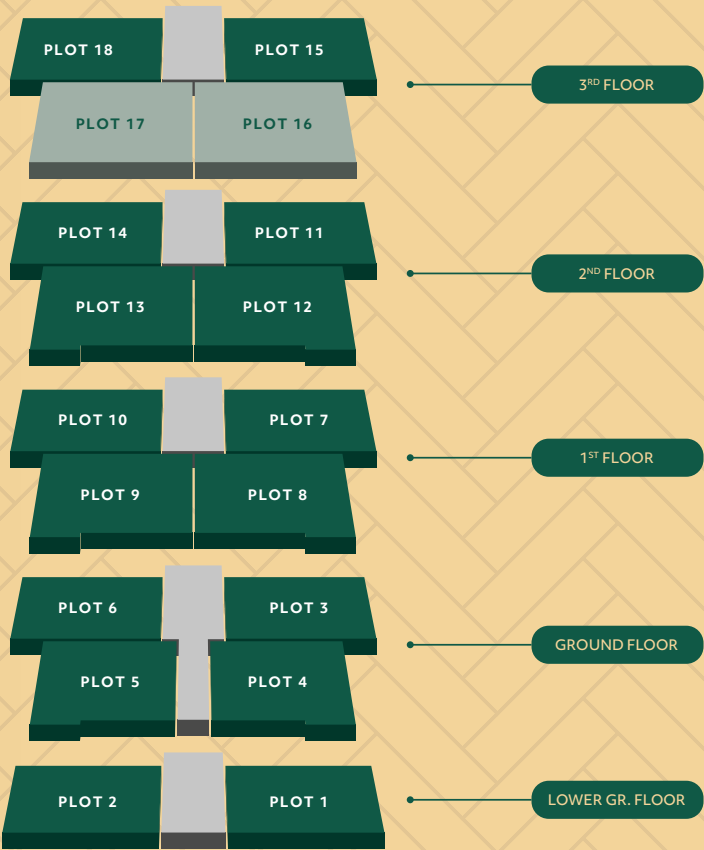 PLOT 18 PLOT 15
3RD FLOOR
PLOT 17 PLOT 16
PLOT 14 PLOT 11
2ND FLOOR
PLOT 13 PLOT 12
PLOT 10 PLOT 7
1ST FLOOR
PLOT 9 PLOT 8
PLOT 6 PLOT 3
GROUND FLOOR
PLOT 5 PLOT 4
PLOT 2 PLOT 1
LOWER GR. FLOOR